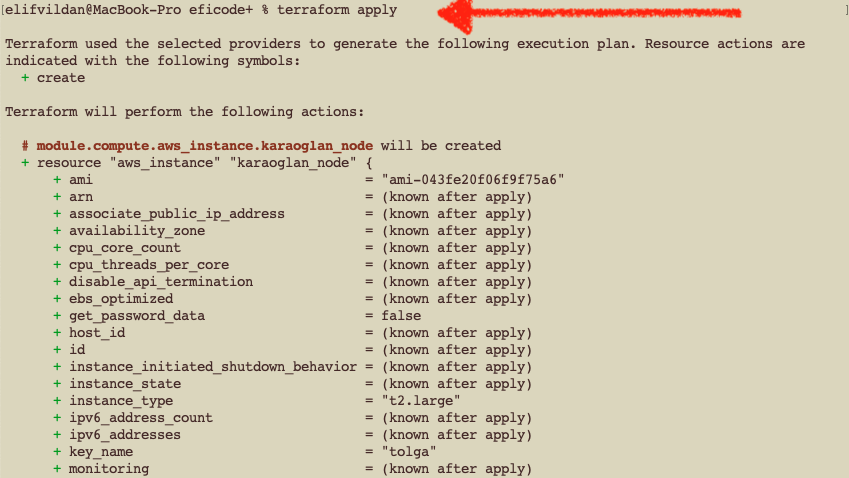 [elifvildan@MacBook-Pro eficode+ % terraform apply ]
Terraform used the selected providers to generate the following execution plan. Resource actions are
indicated with the following symbols:
+ create
Terraform will perform the following actions:
# module.compute.aws_instance.karaoglan_node will be created
+ resource "aws_instance" "karaoglan_node" {
+ ami = "ami-043fe20f06f9f75a6"
+ arn = (known after apply)
+ associate_public_ip_address = (known after apply)
+ availability_zone = (known after apply)
+ cpu_core_count = (known after apply)
+ cpu_threads_per_core = (known after apply)
+ disable_api_termination = (known after apply)
+ ebs_optimized = (known after apply)
+ get_password_data = false
+ host_id = (known after apply)
+ id = (known after apply)
+ instance_initiated_shutdown_behavior = (known after apply)
+ instance_state = (known after apply)
+ instance_type = "t2.large"
+ ipv6_address_count = (known after apply)
+ ipv6_addresses = (known after apply)
+ key_name = "tolga"
+ monitoring = (known after apply)